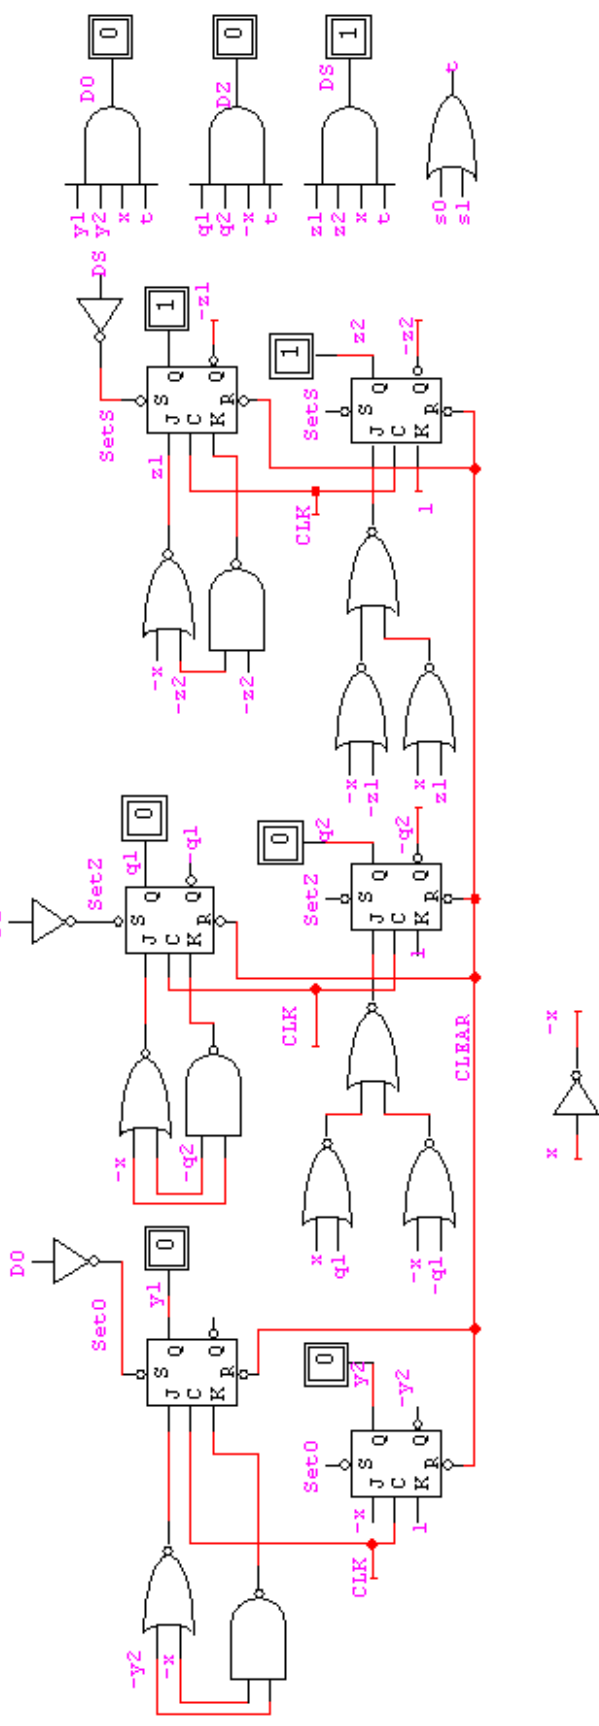 D0
Set0
y1
0
-y2
-x
S
J
C
K
Q
Q
R
Set0
y2
0
-y2
-x
S
J
C
K
Q
Q
R
1
CLK
Set2
q1
0
-q1
-x
-q2
S
J
C
K
Q
Q
R
Set2
q2
0
-q2
S
J
C
K
Q
Q
R
1
CLK
x
q1
-x
-q1
CLEAR
x
-x
DS
SetS
z1
1
-z1
-x
-z2
-z2
S
J
C
K
Q
Q
R
SetS
z2
1
-z2
S
J
C
K
Q
Q
R
1
CLK
-x
-z1
x
z1
y1
y2
x
t
D0
0
q1
q2
-x
t
DZ
0
z1
z2
x
t
DS
1
s0
s1
t